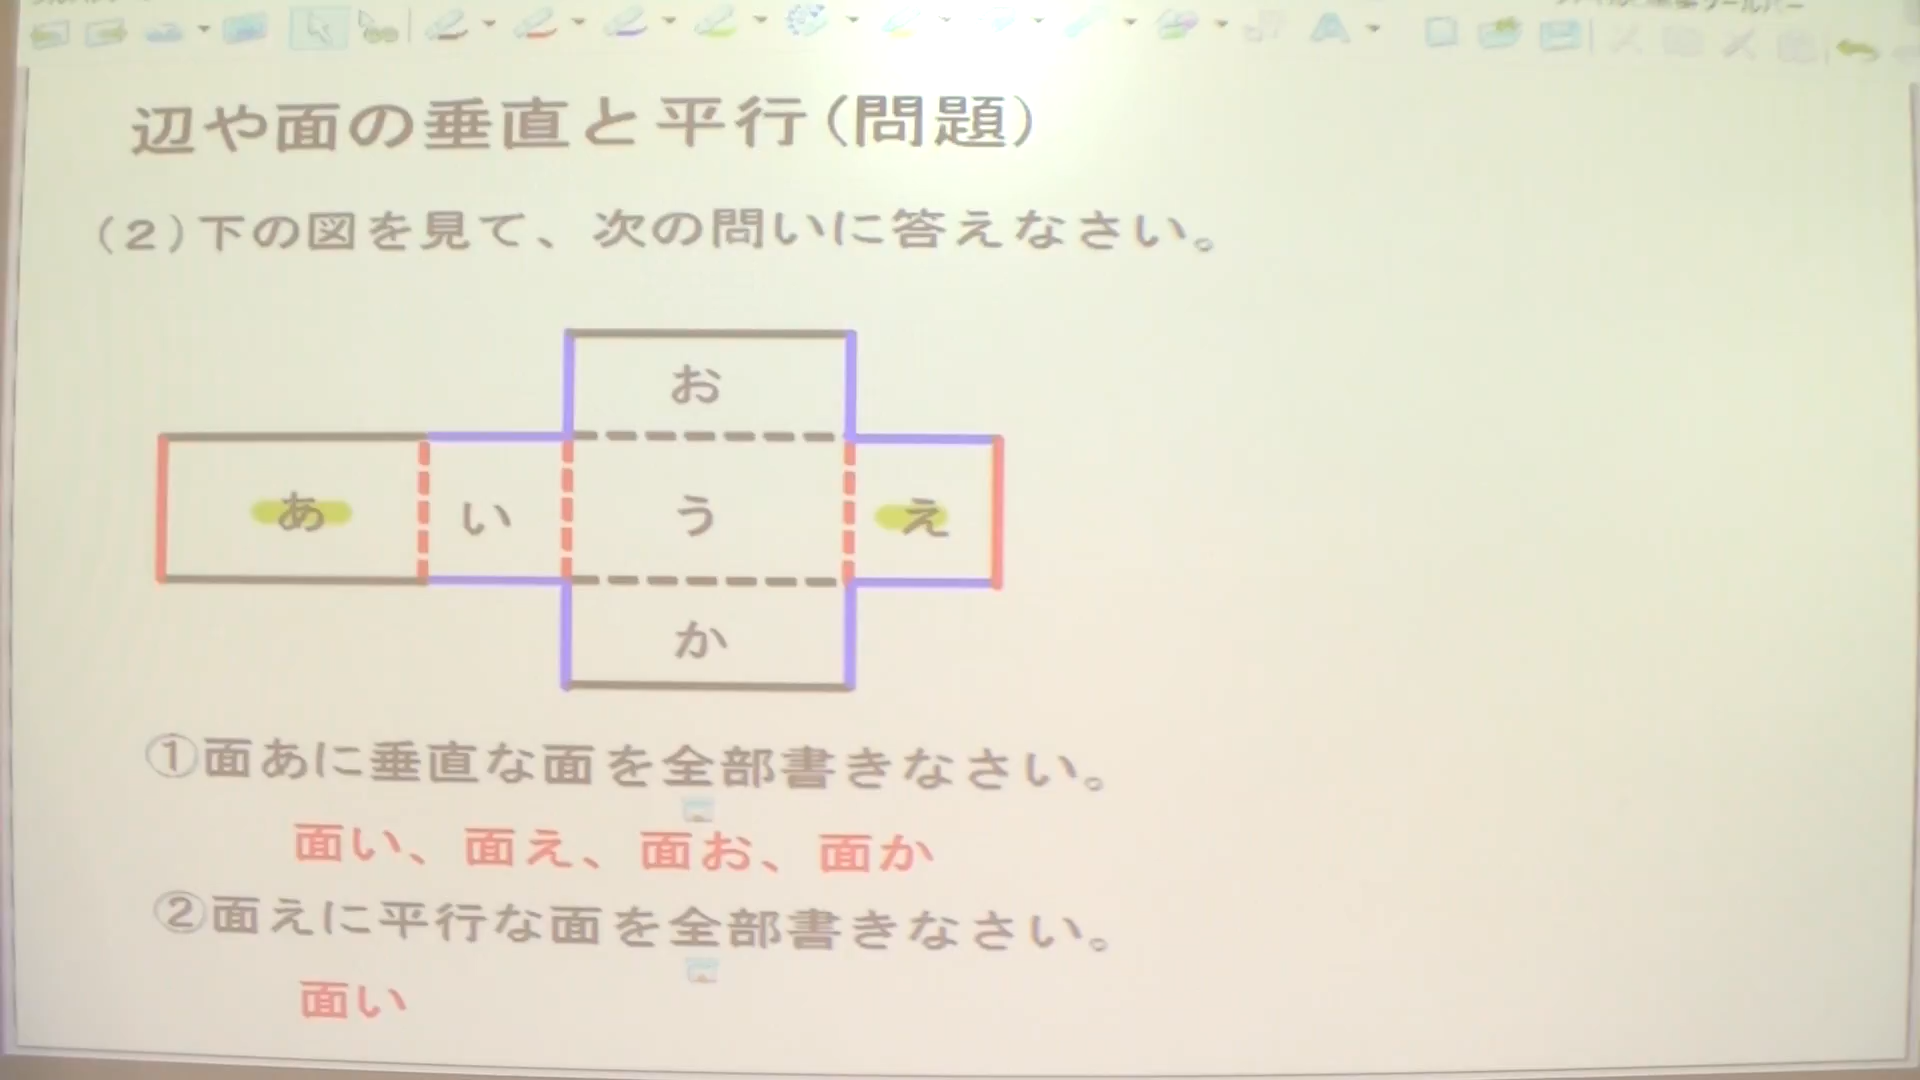 辺や面の垂直と平行(問題)
(2)下の図を見て、次の問いに答えなさい。
お
あ い う え
か
①面あに垂直な面を全部書きなさい。
面い、面え、面お、面か
②面えに平行な面を全部書きなさい。
面い